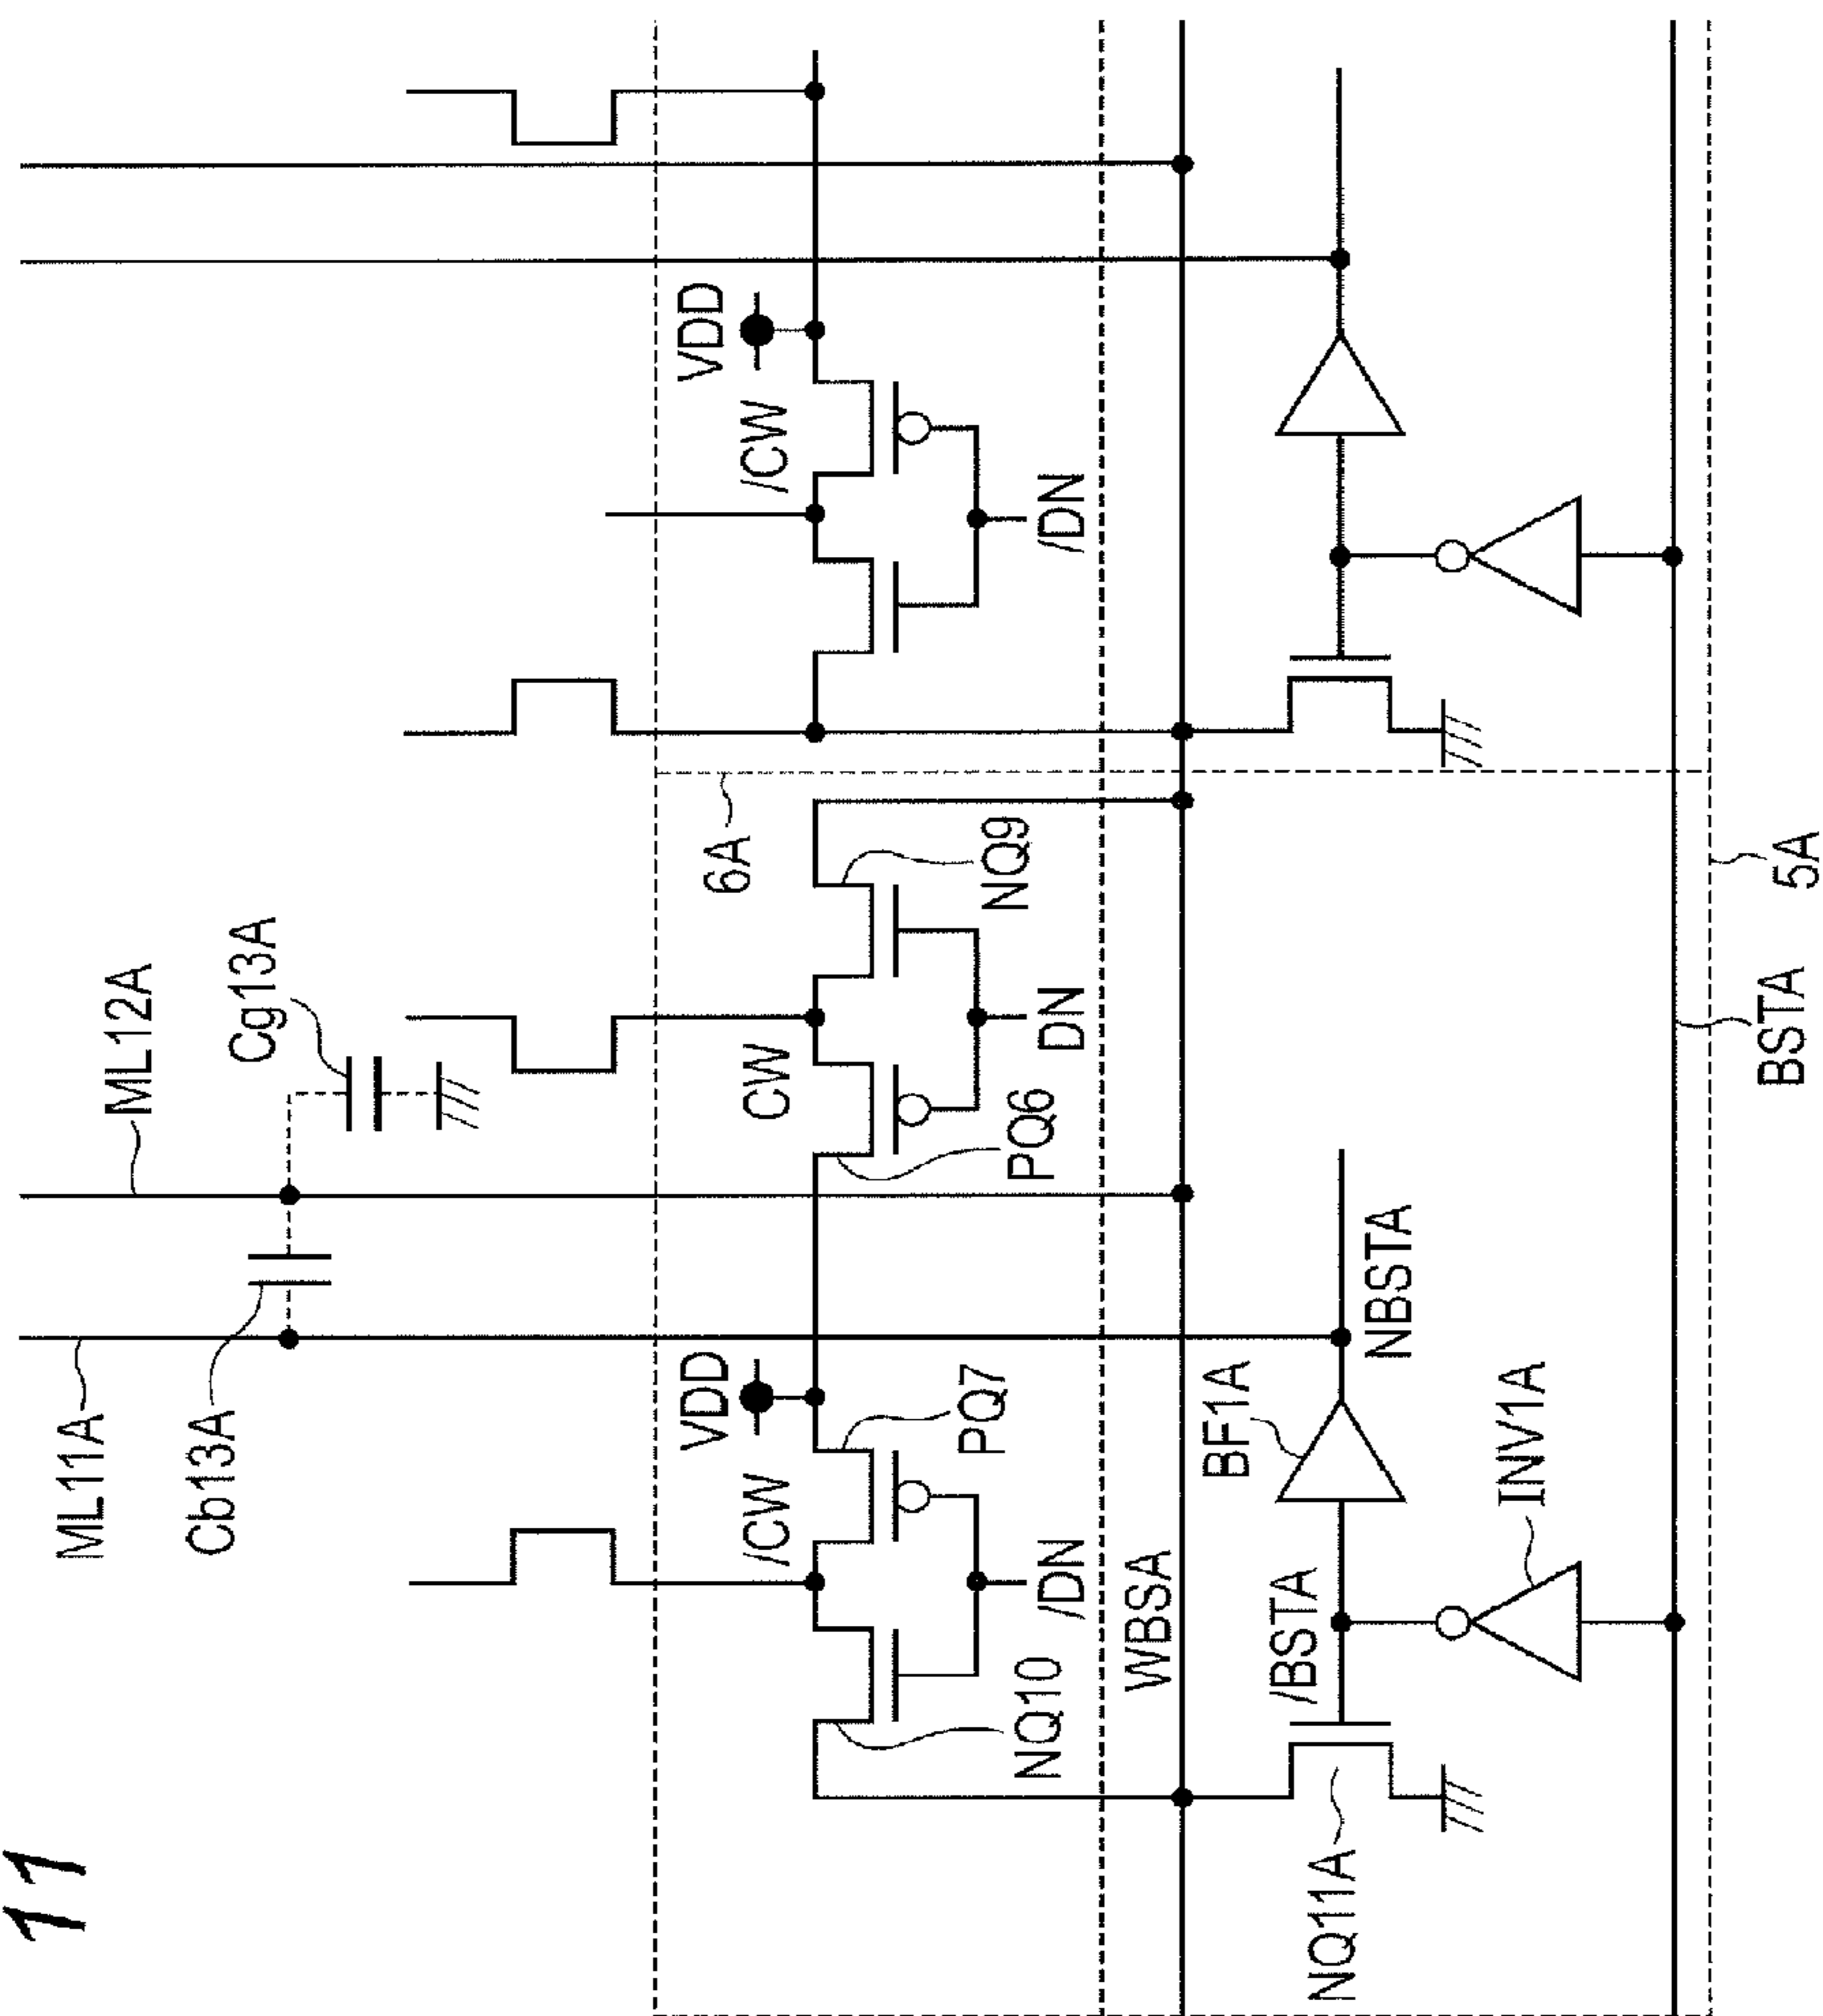 11
ML11A
ML12A
Cb13A
Cg13A
VDD
/CW
CW
6A
VDD
/CW
PQ7
PQ6
NQ9
NQ10
/DN
DN
/DN
WBSA
BF1A
/BSTA
NBSTA
NQ11A
INV1A
BSTA
5A